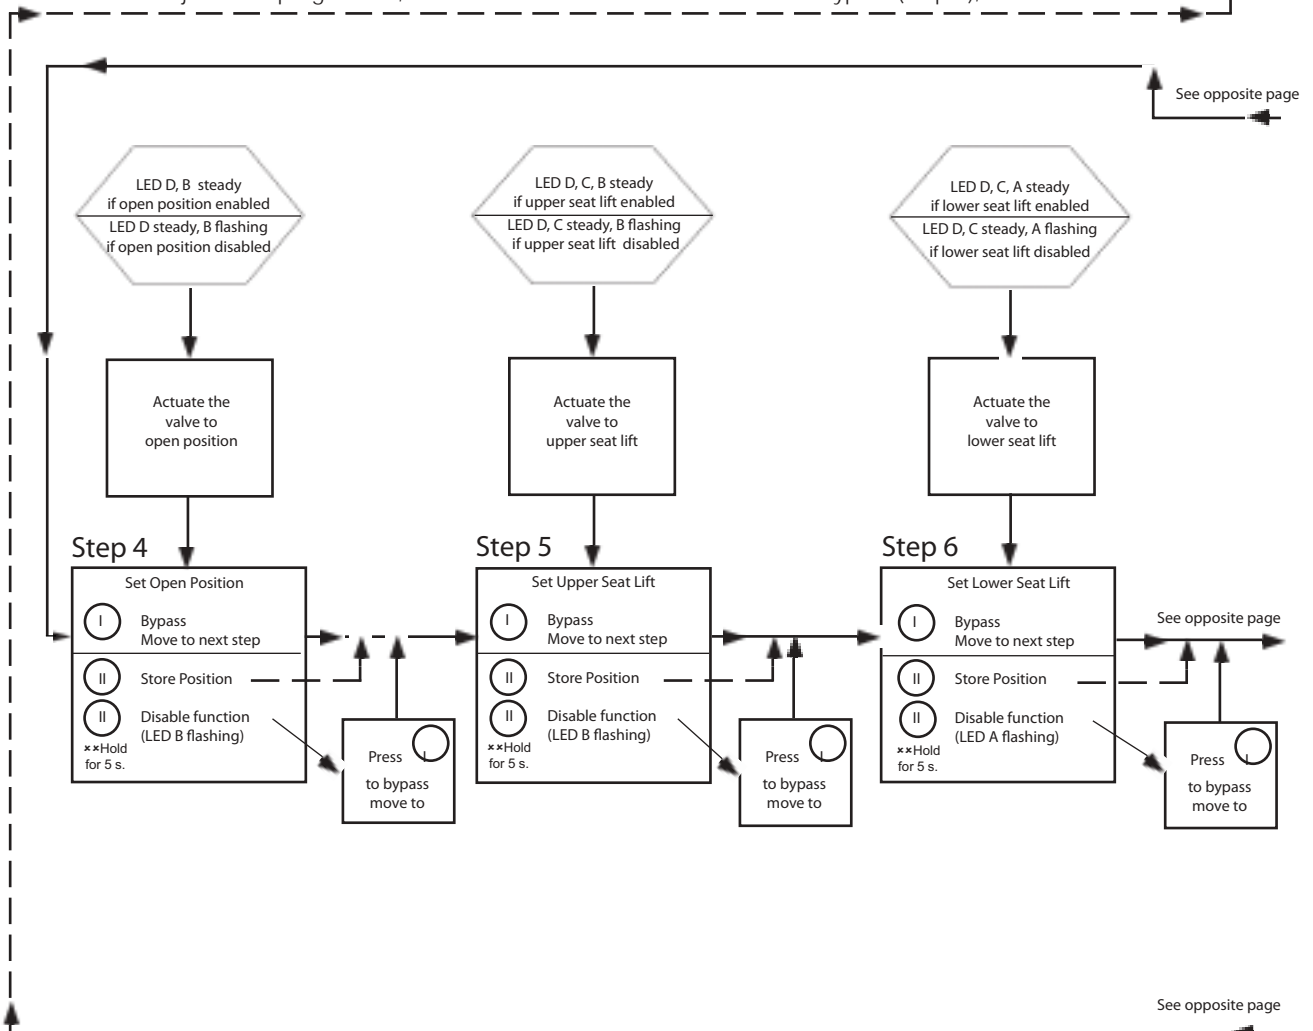 See opposite page
LED D, B steady
if open position enabled
LED D steady, B flashing
if open position disabled
LED D, C, B steady
if upper seat lift enabled
LED D, C steady, B flashing
if upper seat lift disabled
LED D, C, A steady
if lower seat lift enabled
LED D, C steady, A flashing
if lower seat lift disabled
Actuate the
valve to
open position
Actuate the
valve to
upper seat lift
Actuate the
valve to
lower seat lift
Step 4
Set Open Position
I
Bypass
Move to next step
II
Store Position
II
Disable function
(LED B flashing)
××Hold
for 5 s.
Press I
to bypass
move to
Step 5
Set Upper Seat Lift
I
Bypass
Move to next step
II
Store Position
II
Disable function
(LED B flashing)
××Hold
for 5 s.
Press I
to bypass
move to
Step 6
Set Lower Seat Lift
I
Bypass
Move to next step
II
Store Position
II
Disable function
(LED A flashing)
××Hold
for 5 s.
See opposite page
Press I
to bypass
move to
See opposite page